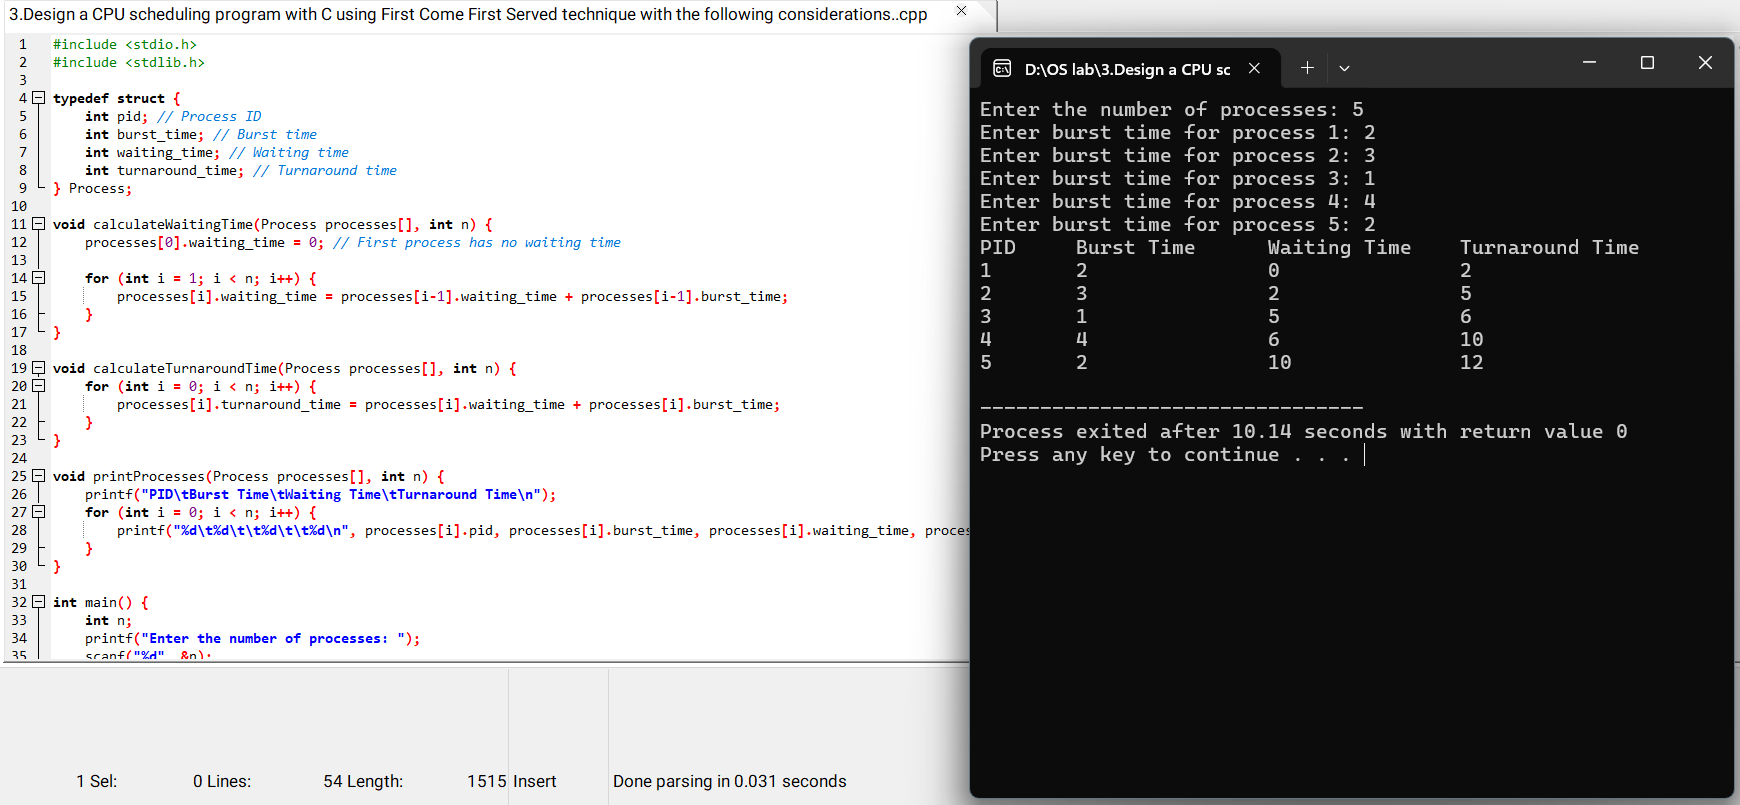 3.Design a CPU scheduling program with C using First Come First Served technique with the following considerations..cpp
1 #include <stdio.h>
2 #include <stdlib.h>
3
4 typedef struct {
5 int pid; // Process ID
6 int burst_time; // Burst time
7 int waiting_time; // Waiting time
8 int turnaround_time; // Turnaround time
9 } Process;
10
11 void calculateWaitingTime(Process processes[], int n) {
12 processes[0].waiting_time = 0; // First process has no waiting time
13
14 for (int i = 1; i < n; i++) {
15 processes[i].waiting_time = processes[i-1].waiting_time + processes[i-1].burst_time;
16 }
17 }
18
19 void calculateTurnaroundTime(Process processes[], int n) {
20 for (int i = 0; i < n; i++) {
21 processes[i].turnaround_time = processes[i].waiting_time + processes[i].burst_time;
22 }
23 }
24
25 void printProcesses(Process processes[], int n) {
26 printf("PID\tBurst Time\tWaiting Time\tTurnaround Time\n");
27 for (int i = 0; i < n; i++) {
28 printf("%d\t%d\t\t%d\t\t%d\n", processes[i].pid, processes[i].burst_time, processes[i].waiting_time, proces
29 }
30 }
31
32 int main() {
33 int n;
34 printf("Enter the number of processes: ");
35 scanf("%d", &n);
1 Sel: 0 Lines: 54 Length: 1515 Insert Done parsing in 0.031 seconds
D:\OS lab\3.Design a CPU sc
Enter the number of processes: 5
Enter burst time for process 1: 2
Enter burst time for process 2: 3
Enter burst time for process 3: 1
Enter burst time for process 4: 4
Enter burst time for process 5: 2
PID Burst Time Waiting Time Turnaround Time
1 2 0 2
2 3 2 5
3 1 5 6
4 4 6 10
5 2 10 12
--------------------------------
Process exited after 10.14 seconds with return value 0
Press any key to continue . . .